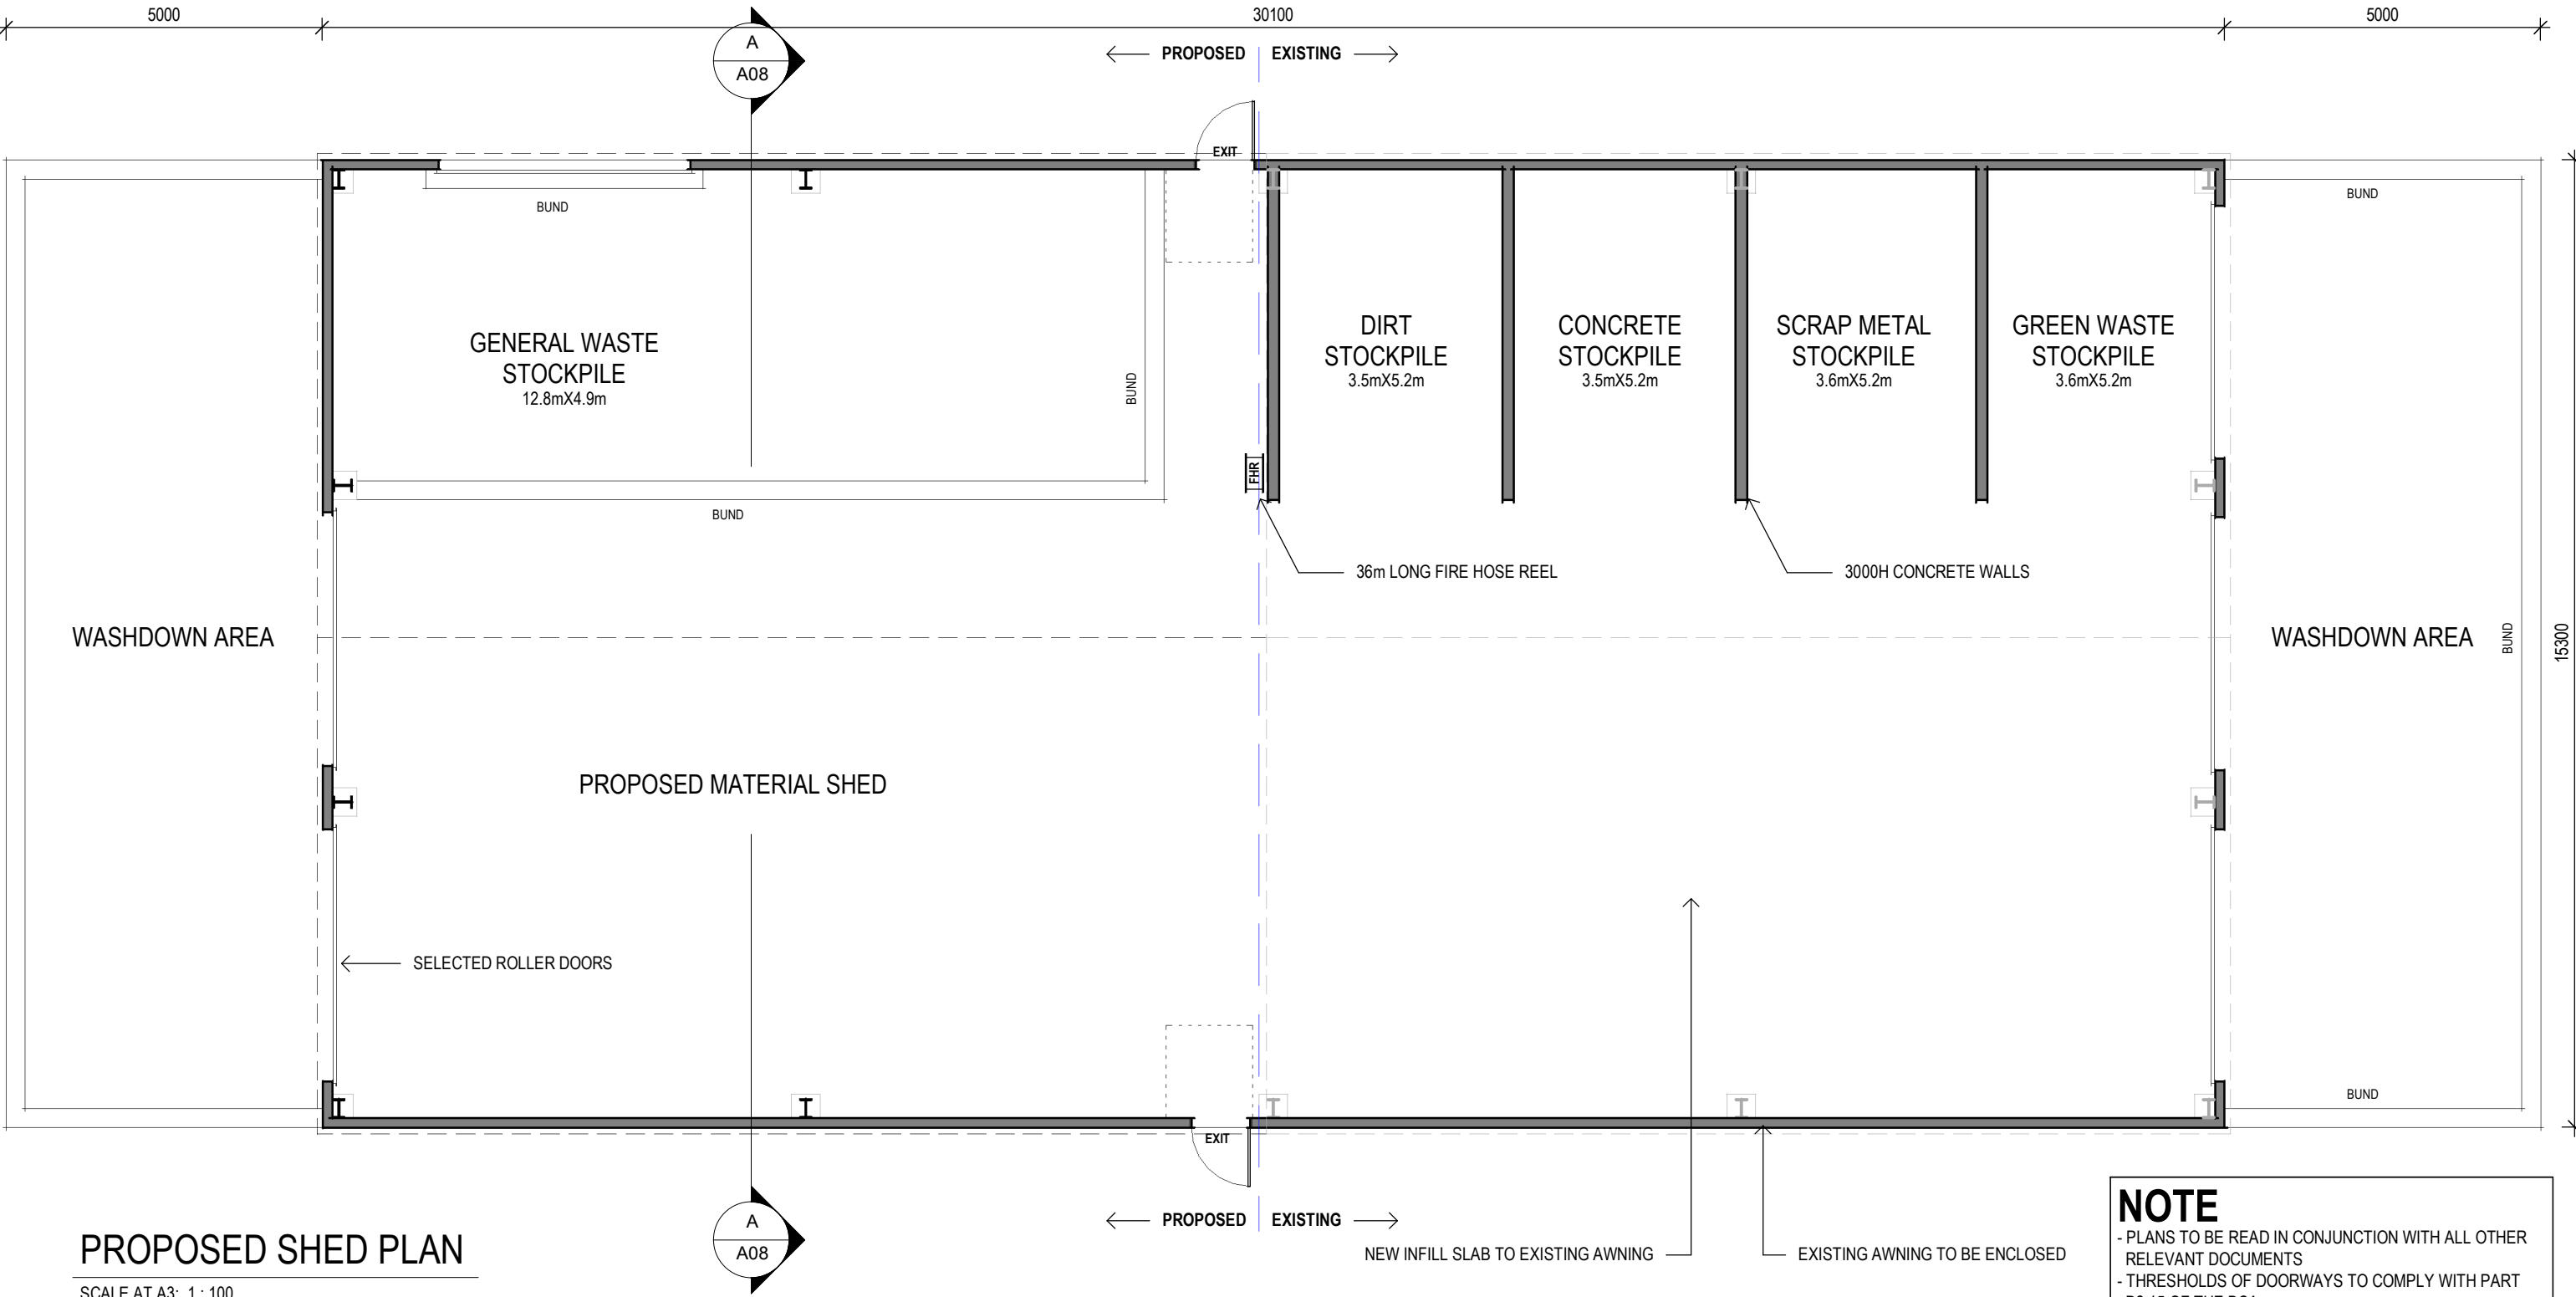 5000
30100
5000
A
A08
PROPOSED
EXISTING
EXIT
BUND
BUND
GENERAL WASTE
STOCKPILE
12.8mX4.9m
BUND
BUND
FHR
DIRT
STOCKPILE
3.5mX5.2m
CONCRETE
STOCKPILE
3.5mX5.2m
SCRAP METAL
STOCKPILE
3.6mX5.2m
GREEN WASTE
STOCKPILE
3.6mX5.2m
36m LONG FIRE HOSE REEL
3000H CONCRETE WALLS
WASHDOWN AREA
WASHDOWN AREA
BUND
15300
PROPOSED MATERIAL SHED
SELECTED ROLLER DOORS
BUND
EXIT
A
A08
PROPOSED
EXISTING
NEW INFILL SLAB TO EXISTING AWNING
EXISTING AWNING TO BE ENCLOSED
PROPOSED SHED PLAN
SCALE AT A3: 1 : 100
NOTE
- PLANS TO BE READ IN CONJUNCTION WITH ALL OTHER
RELEVANT DOCUMENTS
- THRESHOLDS OF DOORWAYS TO COMPLY WITH PART